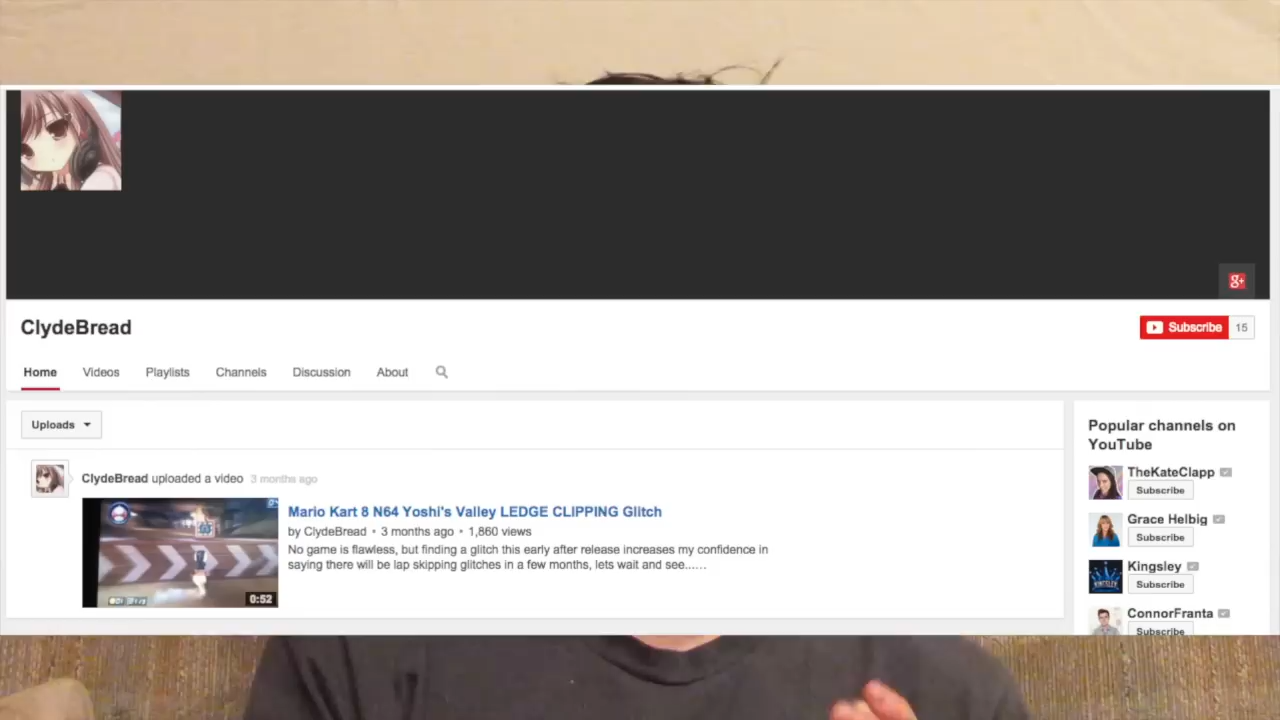 g+
ClydeBread
Subscribe 15
Home Videos Playlists Channels Discussion About
Uploads
ClydeBread uploaded a video 3 months ago
Mario Kart 8 N64 Yoshi's Valley LEDGE CLIPPING Glitch
by ClydeBread • 3 months ago • 1,860 views
No game is flawless, but finding a glitch this early after release increases my confidence in
saying there will be lap skipping glitches in a few months, lets wait and see......
0:52
Popular channels on
YouTube
TheKateClapp
Subscribe
Grace Helbig
Subscribe
Kingsley
KINGSLEY
Subscribe
ConnorFranta
Subscribe